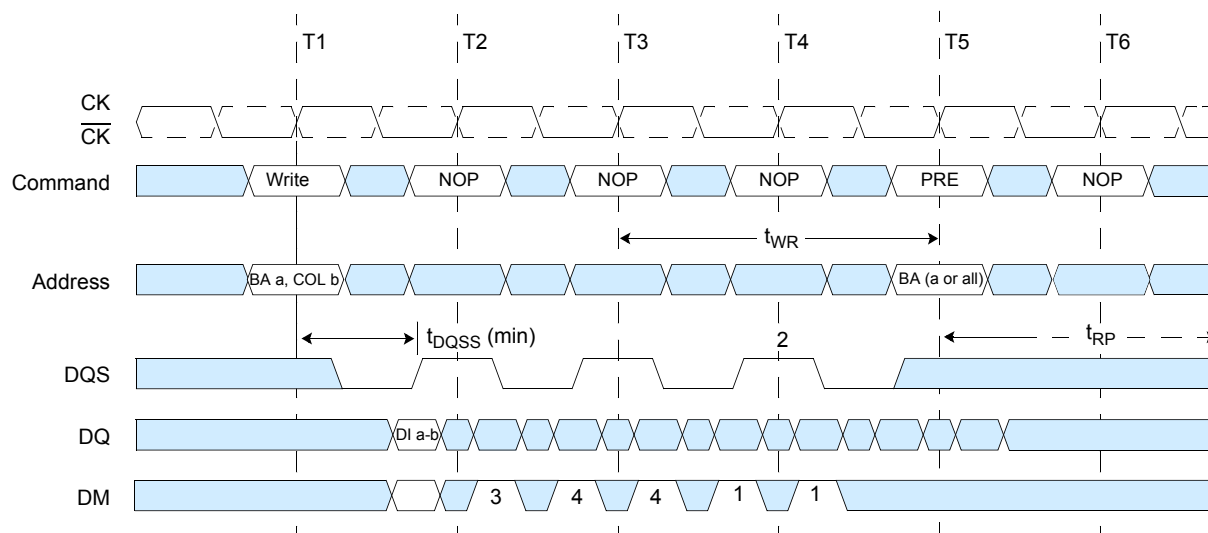 T1 T2 T3 T4 T5 T6
CK
CK
Command Write NOP NOP NOP PRE NOP
tWR
Address BA a, COL b BA (a or all)
tDQSS (min) 2 tRP
DQS
DQ DI a-b
DM 3 4 4 1 1